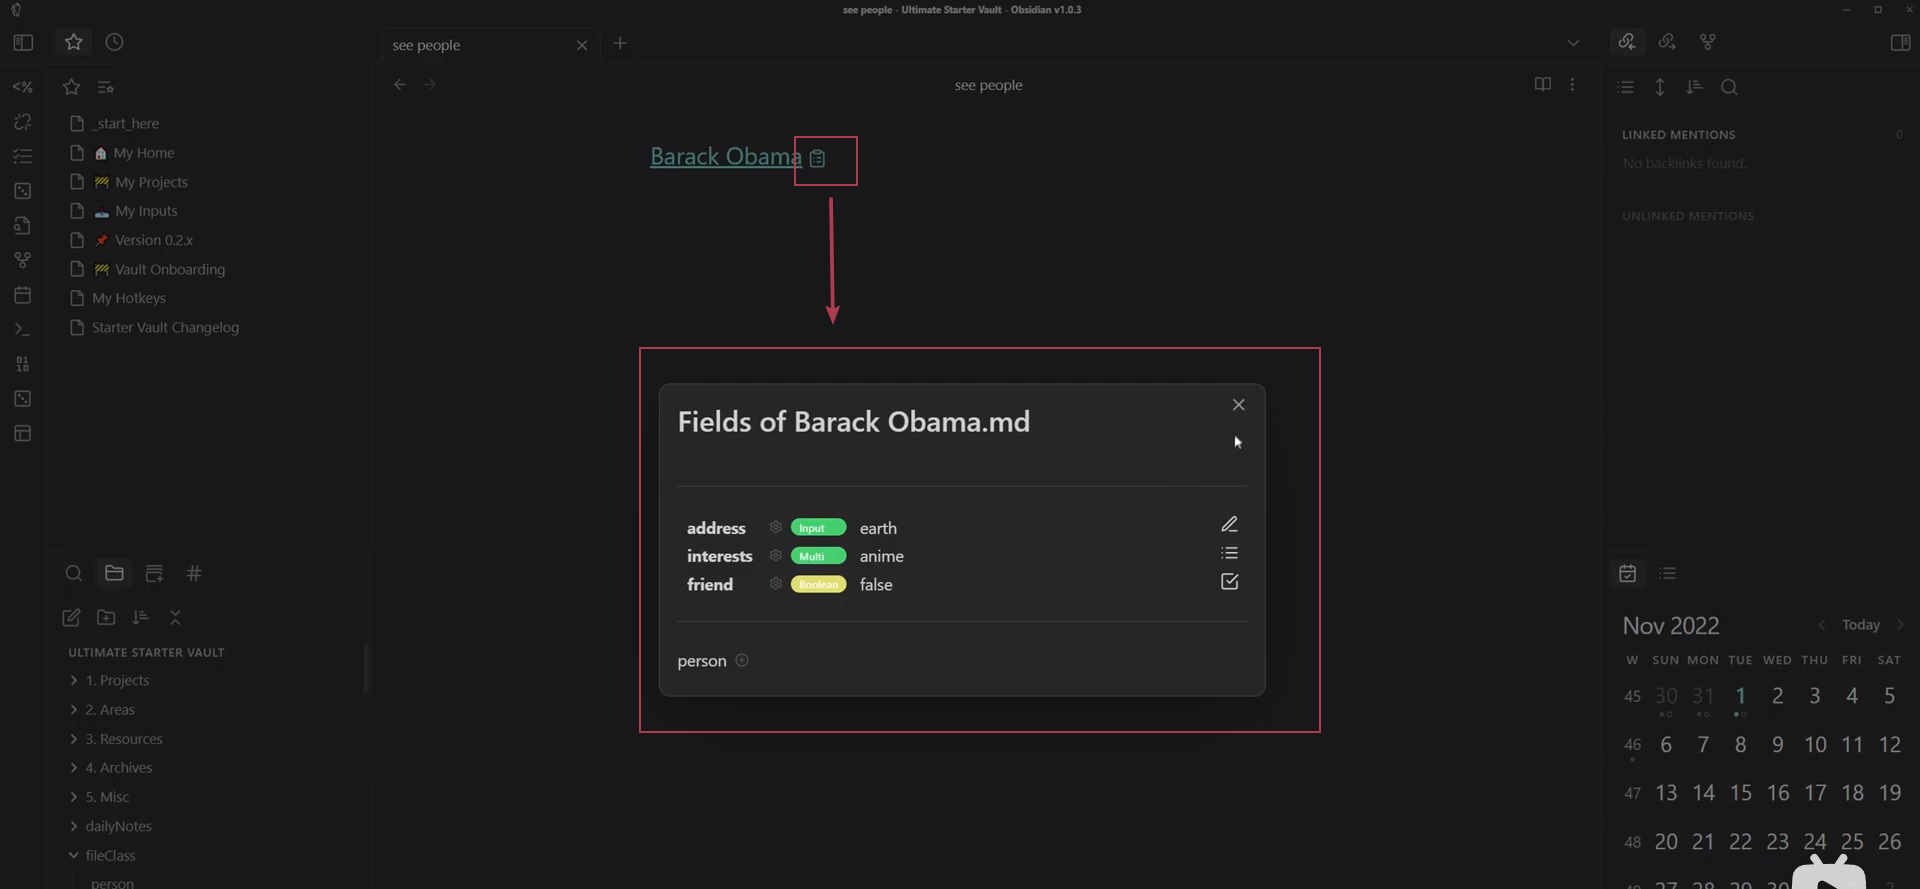 see people - Ultimate Starter Vault - Obsidian v1.0.3
see people
see people
<%
_start_here
My Home
My Projects
My Inputs
Version 0.2.x
Vault Onboarding
My Hotkeys
Starter Vault Changelog
Barack Obama
Fields of Barack Obama.md
address Input earth
interests Multi anime
friend Boolean false
person
LINKED MENTIONS 0
No backlinks found.
UNLINKED MENTIONS
ULTIMATE STARTER VAULT
1. Projects
2. Areas
3. Resources
4. Archives
5. Misc
dailyNotes
fileClass
person
Nov 2022 Today
W SUN MON TUE WED THU FRI SAT
45 30 31 1 2 3 4 5
46 6 7 8 9 10 11 12
47 13 14 15 16 17 18 19
48 20 21 22 23 24 25 26
27 28 29 30